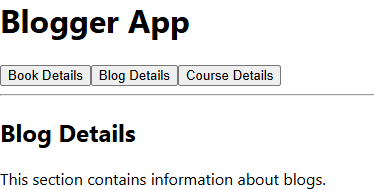 Blogger App
Book Details Blog Details Course Details
Blog Details
This section contains information about blogs.